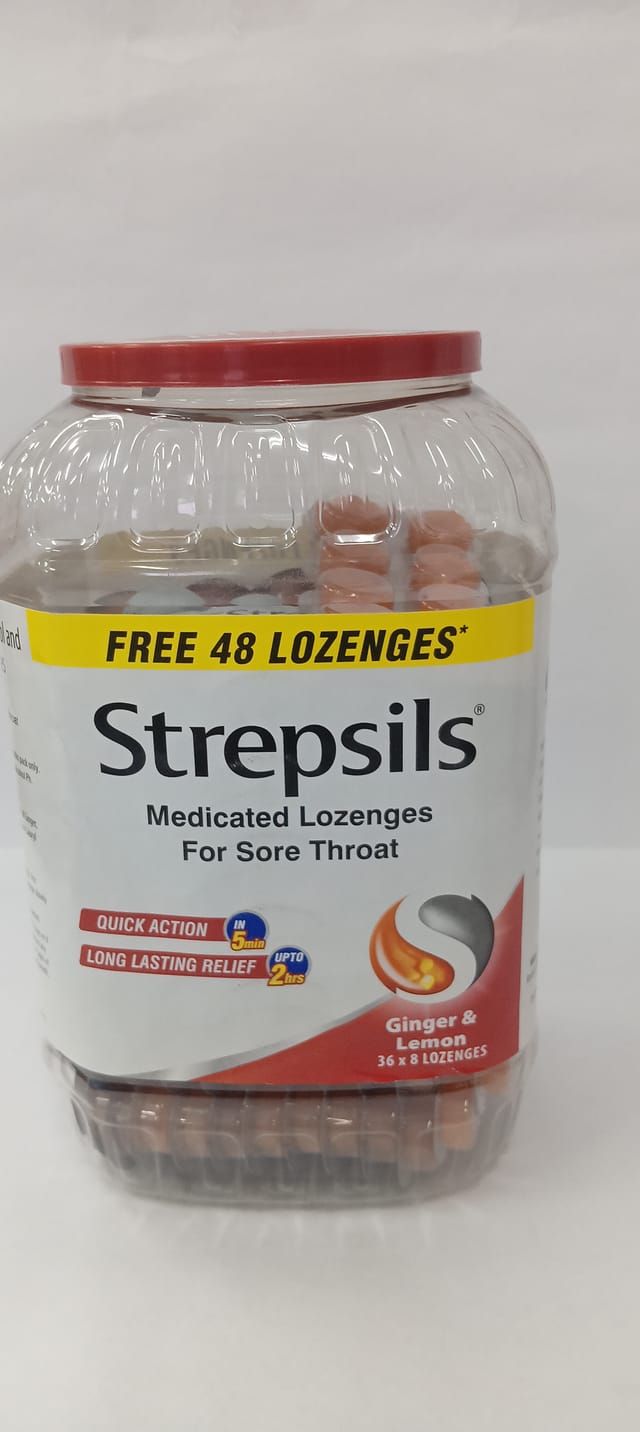 FREE 48 LOZENGES*
Strepsils®
Medicated Lozenges
For Sore Throat
QUICK ACTION IN 5min
LONG LASTING RELIEF UPTO 2hrs
Ginger &
Lemon
36 x 8 LOZENGES
and